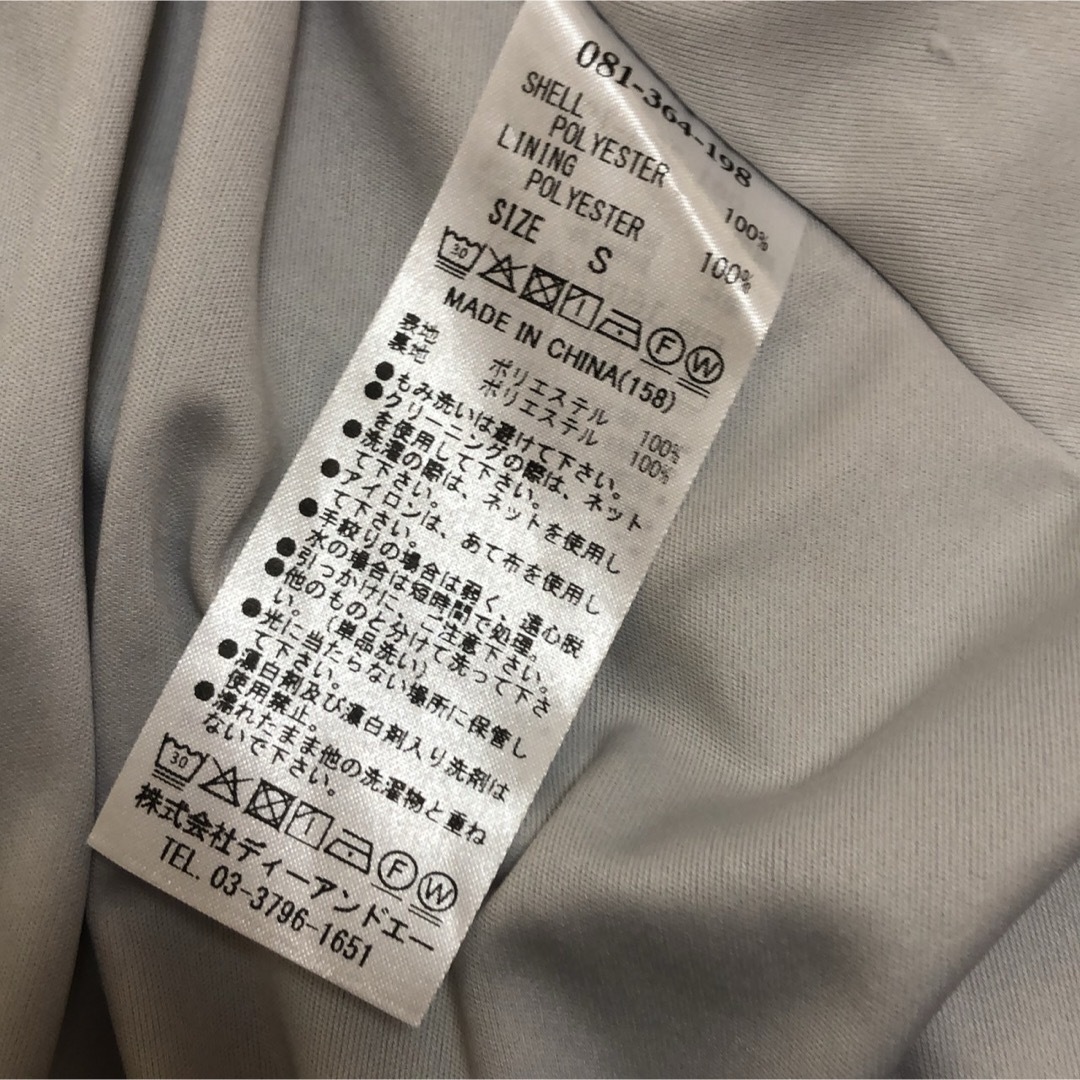 081-364-198
SHELL
POLYESTER 100%
LINING
POLYESTER 100%
SIZE S
30 F W
MADE IN CHINA(158)
表地 ポリエステル 100%
裏地 ポリエステル 100%
●もみ洗いは避けて下さい。
●クリーニングの際は、ネット
を使用して下さい。
●洗濯の際は、ネットを使用し
て下さい。
●アイロンは、あて布を使用し
て下さい。
●手絞りの場合は弱く、遠心脱
水の場合は短時間で処理。
●引っかけに、ご注意下さい。
●他のものと分けて洗って下さ
い。(単品洗い)
●光に当たらない場所に保管し
て下さい。
●漂白剤及び漂白剤入り洗剤は
使用禁止。
●濡れたまま他の洗濯物と重ね
ないで下さい。
30 F W
株式会社ディーアンドエー
TEL. 03-3796-1651